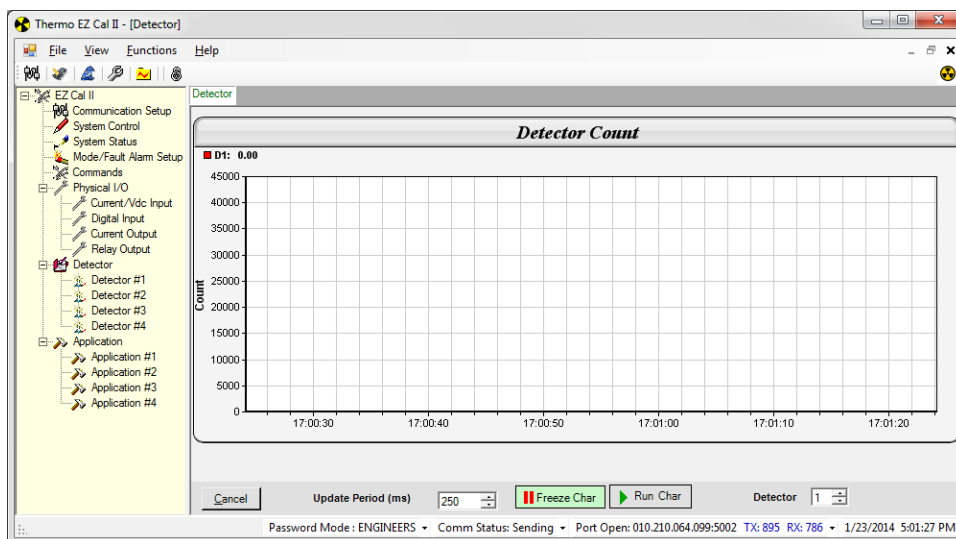 Thermo EZ Cal II - [Detector]
File View Functions Help
EZ Cal II
Communication Setup
System Control
System Status
Mode/Fault Alarm Setup
Commands
Physical I/O
Current/Vdc Input
Digital Input
Current Output
Relay Output
Detector
Detector #1
Detector #2
Detector #3
Detector #4
Application
Application #1
Application #2
Application #3
Application #4
Detector
Detector Count
D1: 0.00
45000
40000
35000
30000
25000
20000
15000
10000
5000
0
Count
17:00:30 17:00:40 17:00:50 17:01:00 17:01:10 17:01:20
Cancel Update Period (ms) 250 Freeze Char Run Char Detector 1
Password Mode : ENGINEERS Comm Status: Sending Port Open: 010.210.064.099:5002 TX: 895 RX: 786 1/23/2014 5:01:27 PM